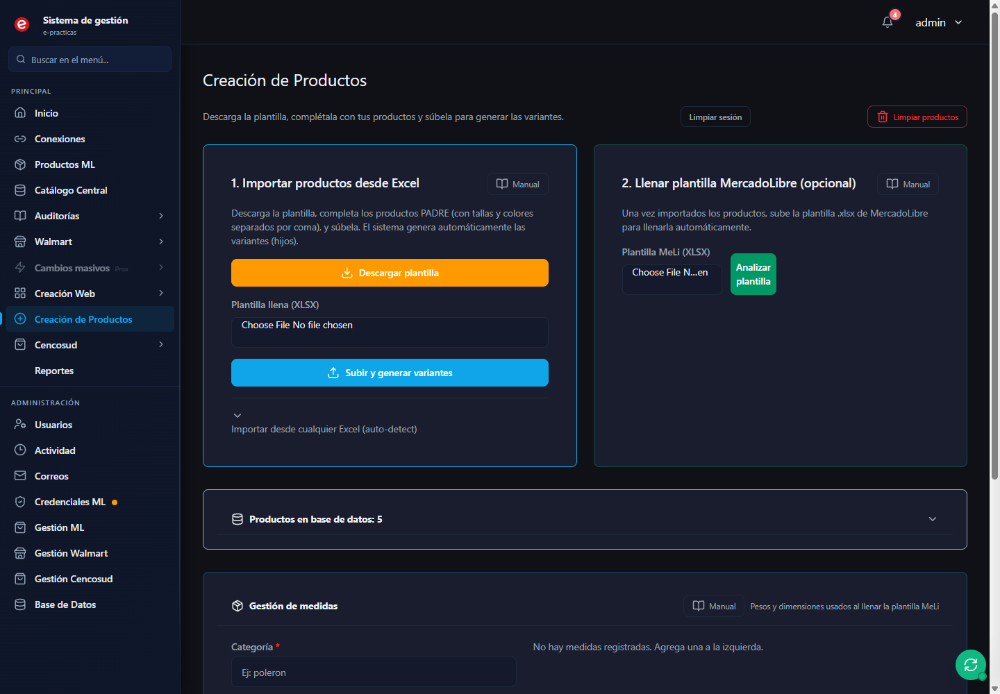 Sistema de gestión
e-practicas
Buscar en el menú...
PRINCIPAL
Inicio
Conexiones
Productos ML
Catálogo Central
Auditorías
Walmart
Cambios masivos Prox
Creación Web
Creación de Productos
Cencosud
Reportes
ADMINISTRACIÓN
Usuarios
Actividad
Correos
Credenciales ML
Gestión ML
Gestión Walmart
Gestión Cencosud
Base de Datos
4
admin
Creación de Productos
Descarga la plantilla, complétala con tus productos y súbela para generar las variantes.
Limpiar sesión
Limpiar productos
1. Importar productos desde Excel
Manual
Descarga la plantilla, completa los productos PADRE (con tallas y colores
separados por coma), y súbela. El sistema genera automáticamente las
variantes (hijos).
Descargar plantilla
Plantilla llena (XLSX)
Choose File No file chosen
Subir y generar variantes
Importar desde cualquier Excel (auto-detect)
2. Llenar plantilla MercadoLibre (opcional)
Manual
Una vez importados los productos, sube la plantilla .xlsx de MercadoLibre
para llenarla automáticamente.
Plantilla MeLi (XLSX)
Choose File N...en
Analizar
plantilla
Productos en base de datos: 5
Gestión de medidas
Manual
Pesos y dimensiones usados al llenar la plantilla MeLi
Categoría *
Ej: poleron
No hay medidas registradas. Agrega una a la izquierda.